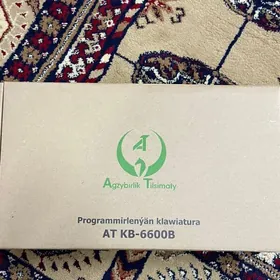 A T
Agzybirlik Tilsimaty
Programmirlenýän klawiatura
AT KB-6600B